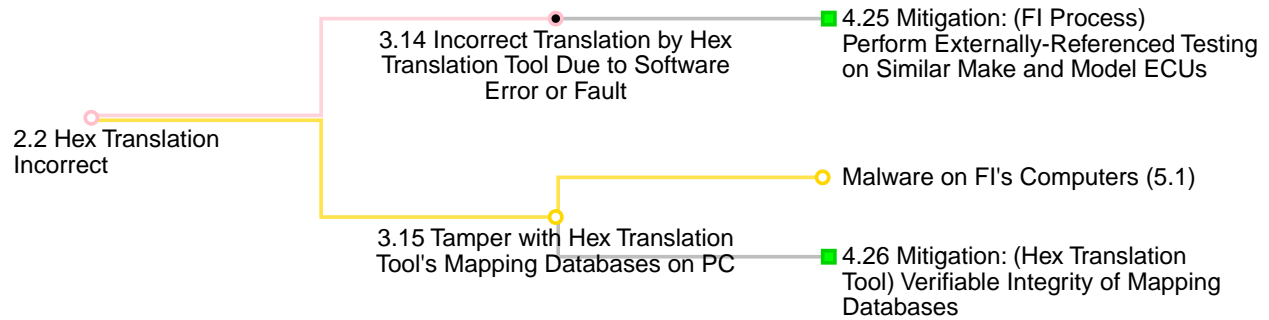 4.25 Mitigation: (FI Process)
Perform Externally-Referenced Testing
on Similar Make and Model ECUs
3.14 Incorrect Translation by Hex
Translation Tool Due to Software
Error or Fault
2.2 Hex Translation
Incorrect
Malware on FI's Computers (5.1)
3.15 Tamper with Hex Translation
Tool's Mapping Databases on PC
4.26 Mitigation: (Hex Translation
Tool) Verifiable Integrity of Mapping
Databases